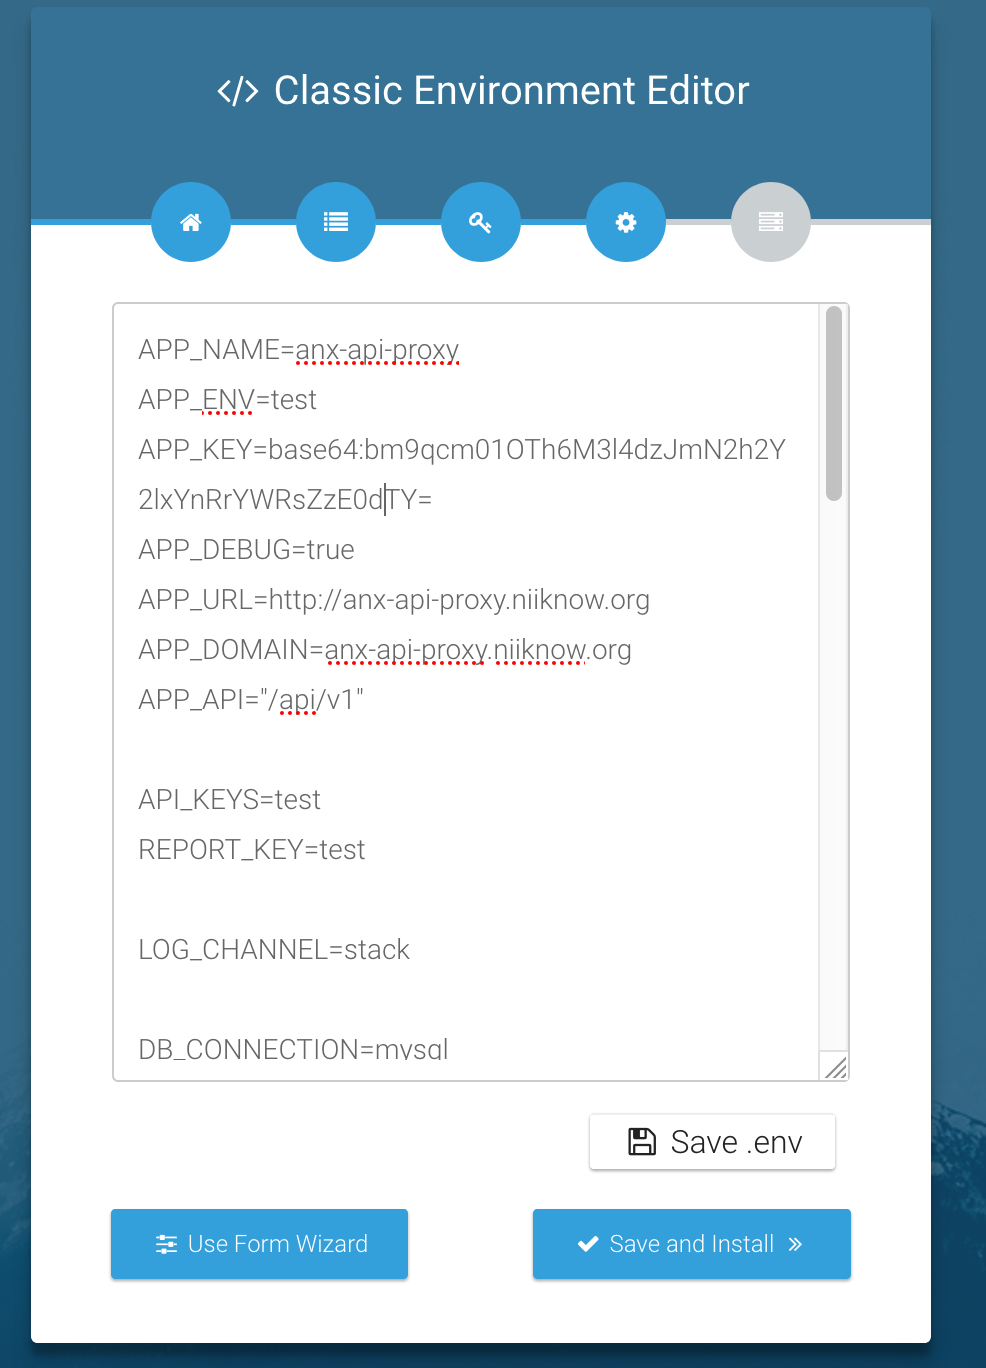 </> Classic Environment Editor
APP_NAME=anx-api-proxy
APP_ENV=test
APP_KEY=base64:bm9qcm01OTh6M3l4dzJmN2h2Y
2lxYnRrYWRsZzE0dTY=
APP_DEBUG=true
APP_URL=http://anx-api-proxy.niiknow.org
APP_DOMAIN=anx-api-proxy.niiknow.org
APP_API="/api/v1"
API_KEYS=test
REPORT_KEY=test
LOG_CHANNEL=stack
DB_CONNECTION=mysql
Save .env
Use Form Wizard
Save and Install »